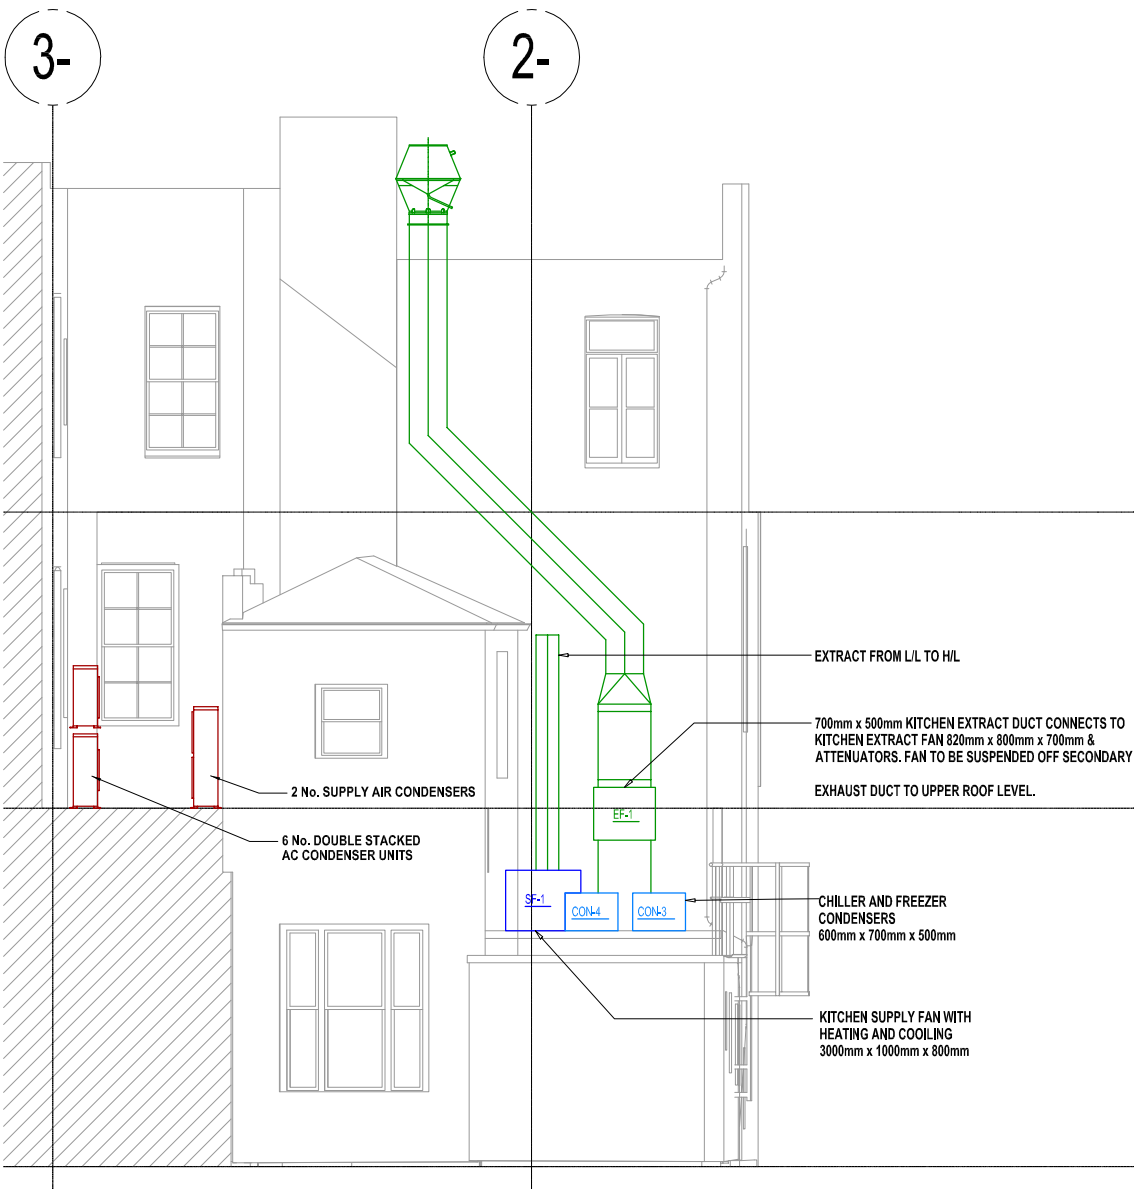 3-
2-
EXTRACT FROM L/L TO H/L
700mm x 500mm KITCHEN EXTRACT DUCT CONNECTS TO
KITCHEN EXTRACT FAN 820mm x 800mm x 700mm &
ATTENUATORS. FAN TO BE SUSPENDED OFF SECONDARY
EXHAUST DUCT TO UPPER ROOF LEVEL.
2 No. SUPPLY AIR CONDENSERS
EF-1
6 No. DOUBLE STACKED
AC CONDENSER UNITS
SF-1
CON-4
CON-3
CHILLER AND FREEZER
CONDENSERS
600mm x 700mm x 500mm
KITCHEN SUPPLY FAN WITH
HEATING AND COOILING
3000mm x 1000mm x 800mm